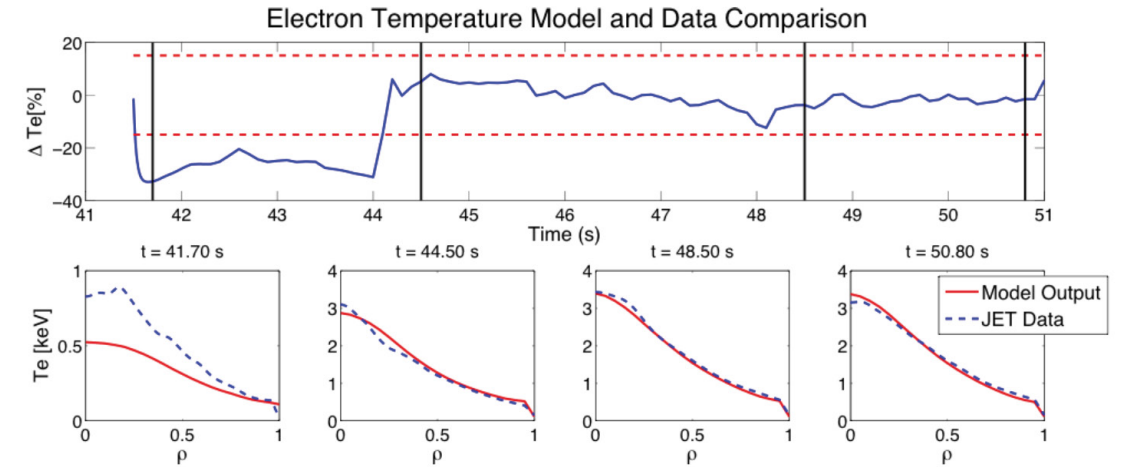 Electron Temperature Model and Data Comparison
20
0
−20
−40
Δ Te[%]
41 42 43 44 45 46 47 48 49 50 51
Time (s)
t = 41.70 s t = 44.50 s t = 48.50 s t = 50.80 s
1
0.5
0
Te [keV]
0 0.5 1
ρ
4
3
2
1
0
0 0.5 1
ρ
4
3
2
1
0
0 0.5 1
ρ
4
3
2
1
0
0 0.5 1
ρ
Model Output
JET Data